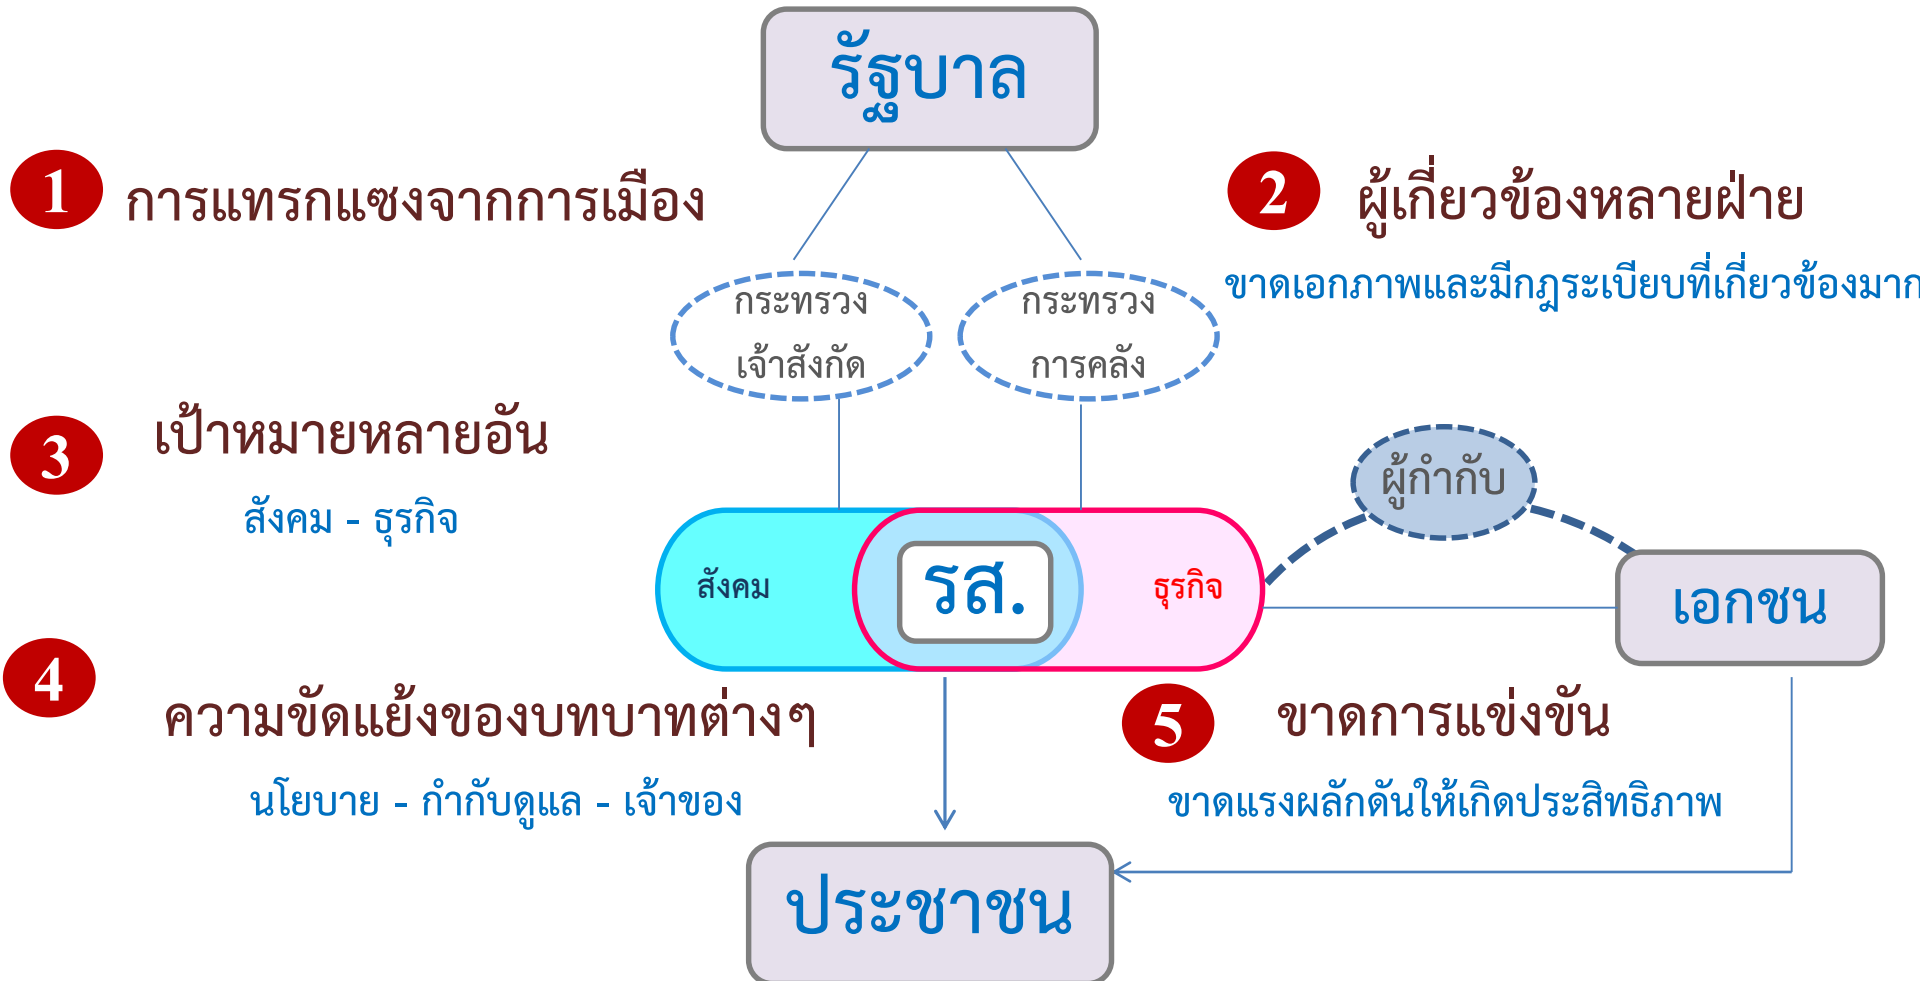 รัฐบาล
1 การแทรกแซงจากการเมือง
2 ผู้เกี่ยวข้องหลายฝ่าย
ขาดเอกภาพและมีกฎระเบียบที่เกี่ยวข้องมาก
กระทรวง
เจ้าสังกัด
กระทรวง
การคลัง
3 เป้าหมายหลายอัน
สังคม - ธุรกิจ
ผู้กำกับ
สังคม
รส.
ธุรกิจ
เอกชน
4 ความขัดแย้งของบทบาทต่างๆ
นโยบาย - กำกับดูแล - เจ้าของ
5 ขาดการแข่งขัน
ขาดแรงผลักดันให้เกิดประสิทธิภาพ
ประชาชน